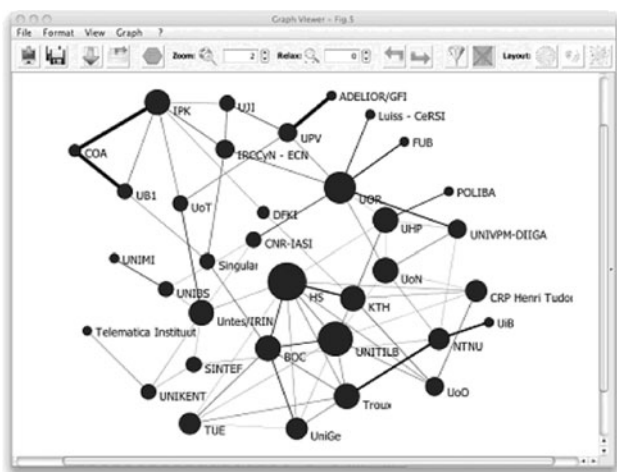 Graph Viewer - Fig.5
File Format View Graph ?
Zoom: 2 Relax: 0 Layout:
IPK
UJI
ADELIOR/GFI
Luiss - CeRSI
UPV
FUB
COA
IRCCyN - ECN
UB1
UoT
UOR
POLIBA
DFKI
UHP
UNIVPM-DIIGA
CNR-IASI
UNIMI
Singular
UoN
UNIBS
HS
KTH
CRP Henri Tudor
Untes/IRIN
UiB
Telematica Instituut
BOC
UNITILB
NTNU
SINTEF
UNIKENT
Troux
UoO
TUE
UniGe